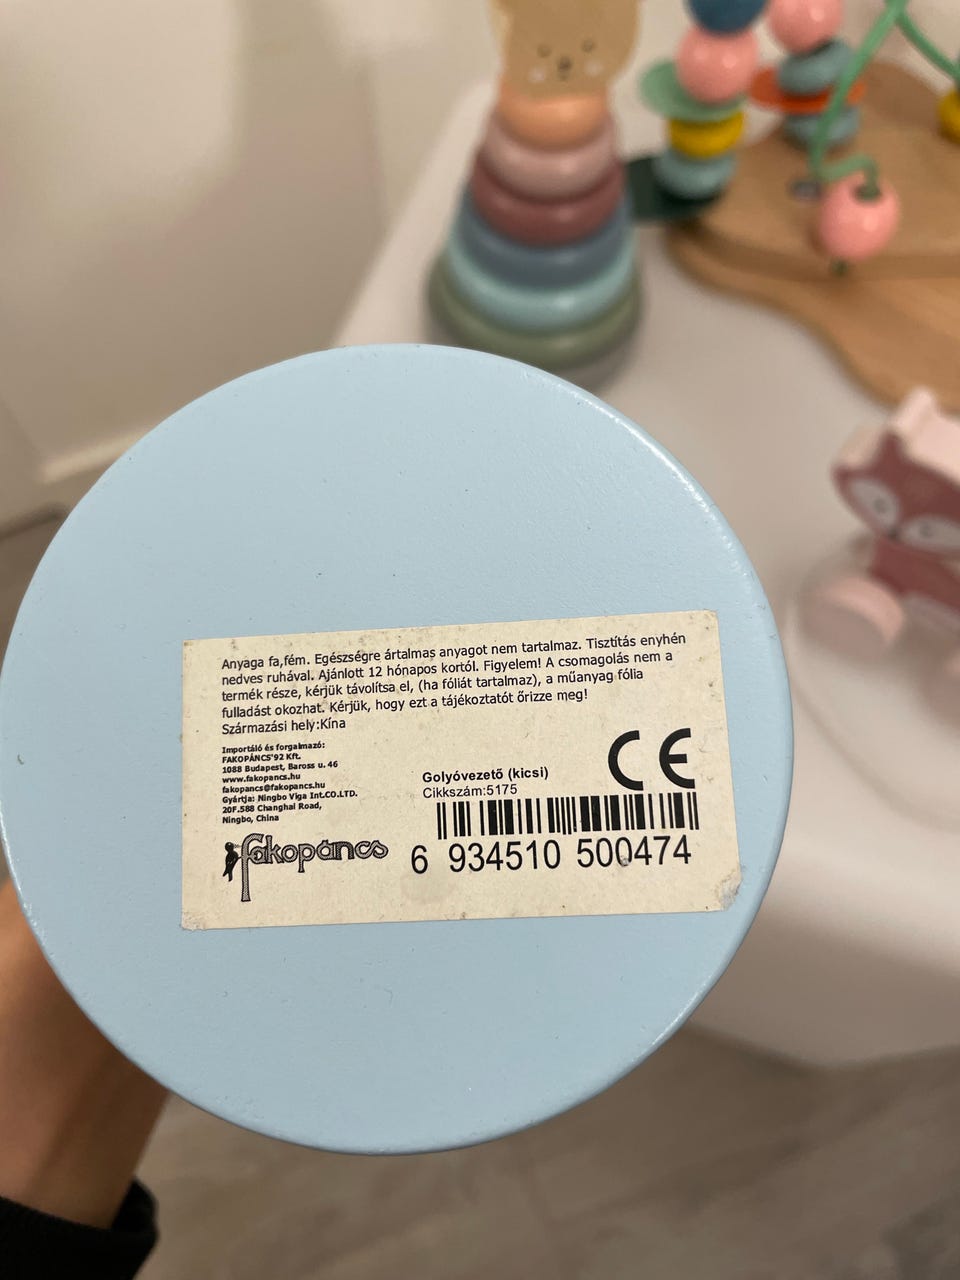 Anyaga fa,fém. Egészségre ártalmas anyagot nem tartalmaz. Tisztítás enyhén
nedves ruhával. Ajánlott 12 hónapos kortól. Figyelem! A csomagolás nem a
termék része, kérjük távolítsa el, (ha fóliát tartalmaz), a műanyag fólia
fulladást okozhat. Kérjük, hogy ezt a tájékoztatót őrizze meg!
Származási hely:Kína
Importáló és forgalmazó:
FAKOPÁNCS'92 Kft.
1088 Budapest, Baross u. 46
www.fakopancs.hu
fakopancs@fakopancs.hu
Gyártja: Ningbo Viga Int.CO.LTD.
20F.588 Changhai Road,
Ningbo, China
fakopáncs
CE
Golyóvezető (kicsi)
Cikkszám:5175
6 934510 500474